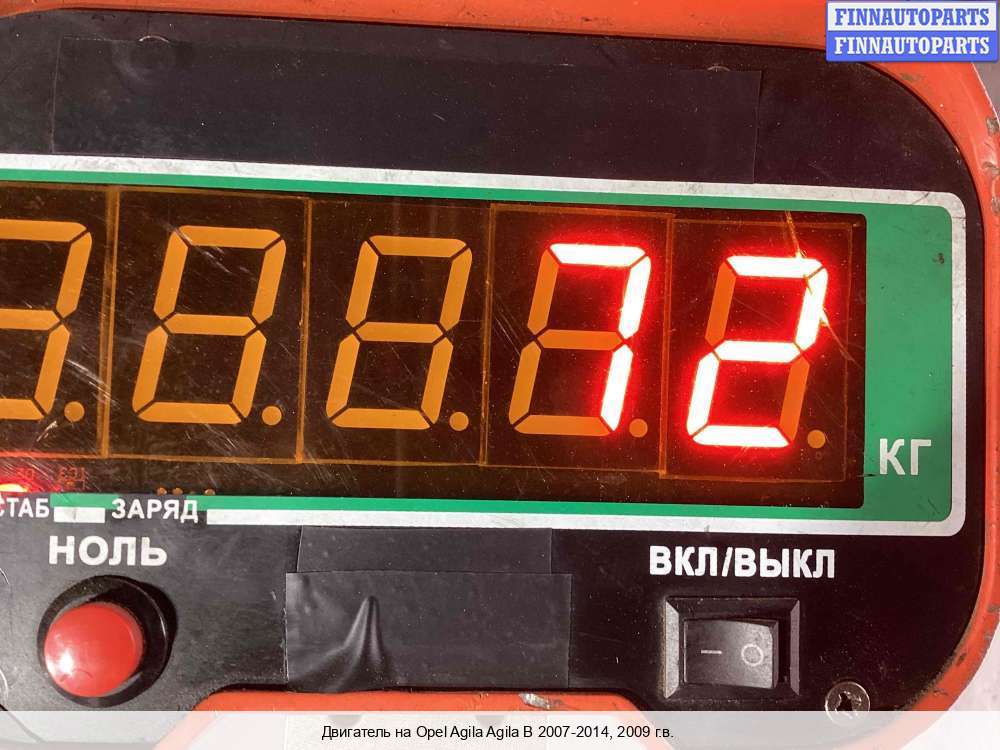 FINNAUTOPARTS
FINNAUTOPARTS
72
КГ
СТАБ ЗАРЯД
НОЛЬ
ВКЛ/ВЫКЛ
Двигатель на Opel Agila Agila B 2007-2014, 2009 г.в.